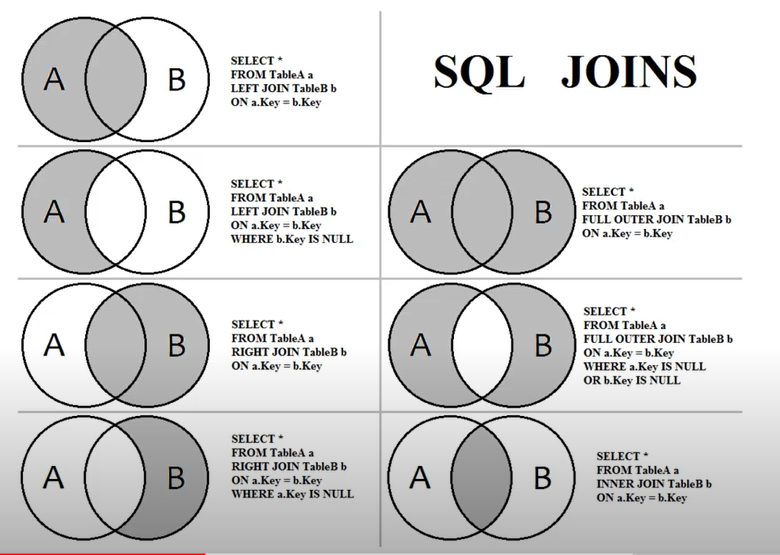 A
B
SELECT *
FROM TableA a
LEFT JOIN TableB b
ON a.Key = b.Key
SQL JOINS
A
B
SELECT *
FROM TableA a
LEFT JOIN TableB b
ON a.Key = b.Key
WHERE b.Key IS NULL
A
B
SELECT *
FROM TableA a
FULL OUTER JOIN TableB b
ON a.Key = b.Key
A
B
SELECT *
FROM TableA a
RIGHT JOIN TableB b
ON a.Key = b.Key
A
B
SELECT *
FROM TableA a
FULL OUTER JOIN TableB b
ON a.Key = b.Key
WHERE a.Key IS NULL
OR b.Key IS NULL
A
B
SELECT *
FROM TableA a
RIGHT JOIN TableB b
ON a.Key = b.Key
WHERE a.Key IS NULL
A
B
SELECT *
FROM TableA a
INNER JOIN TableB b
ON a.Key = b.Key